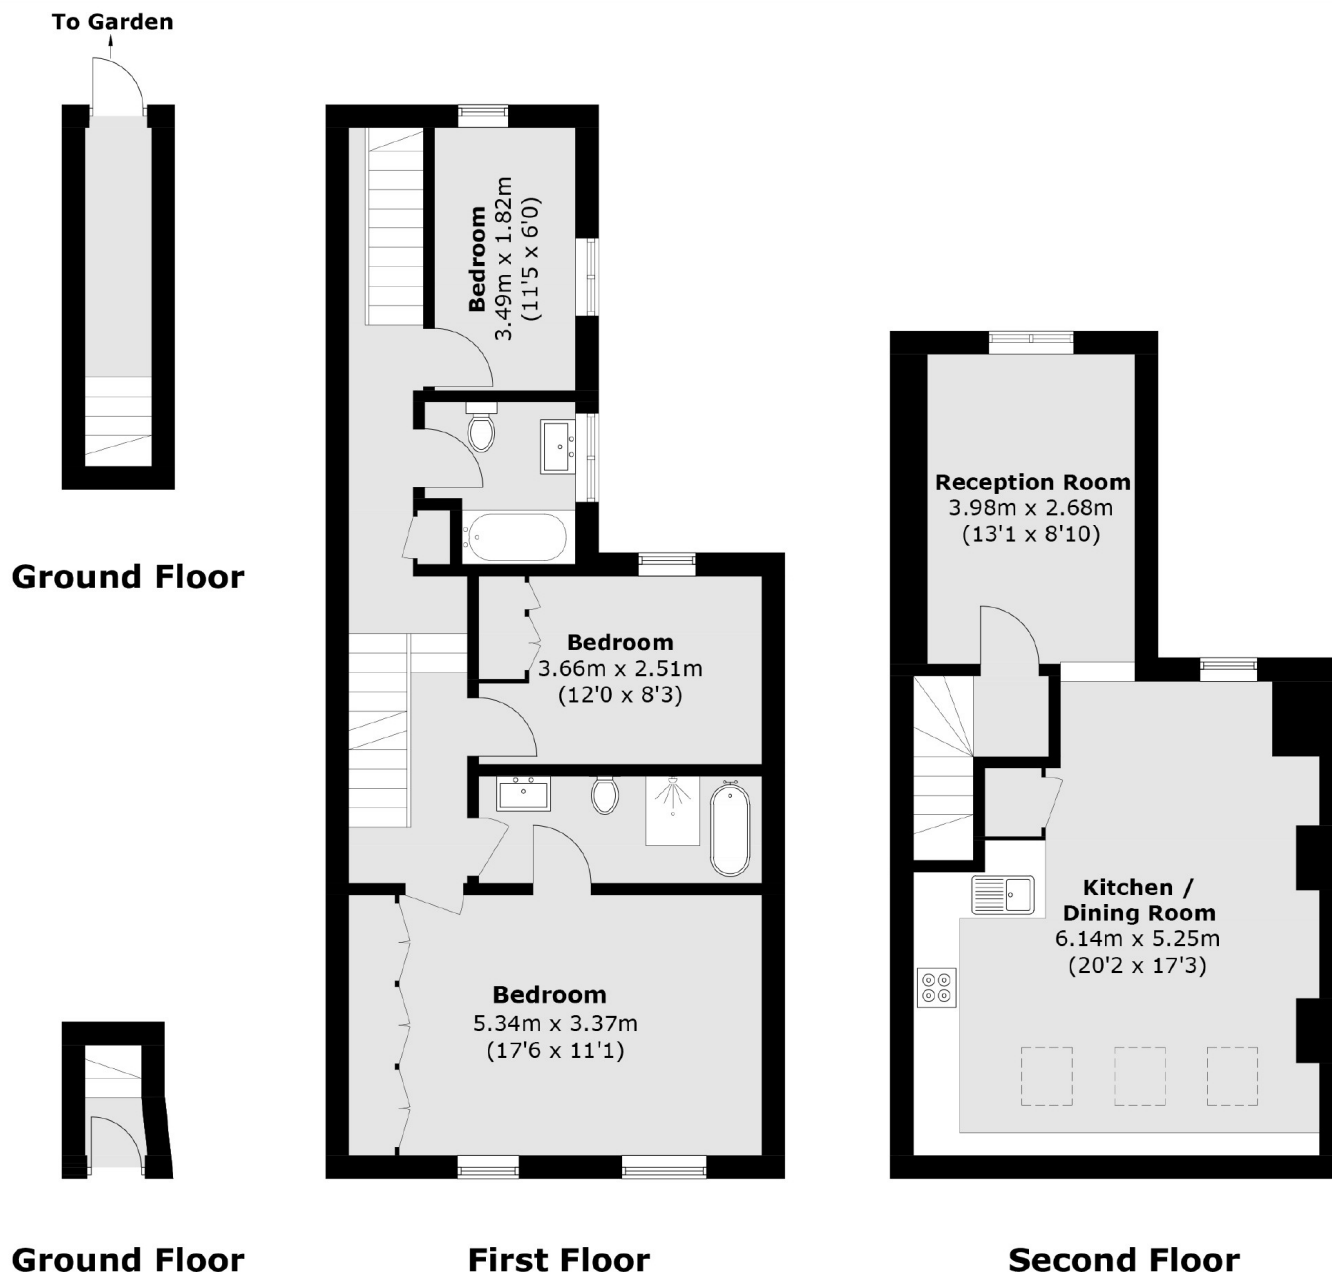 To Garden
Ground Floor
Ground Floor
Bedroom
3.49m x 1.82m
(11'5 x 6'0)
Bedroom
3.66m x 2.51m
(12'0 x 8'3)
Bedroom
5.34m x 3.37m
(17'6 x 11'1)
First Floor
Reception Room
3.98m x 2.68m
(13'1 x 8'10)
Kitchen /
Dining Room
6.14m x 5.25m
(20'2 x 17'3)
Second Floor